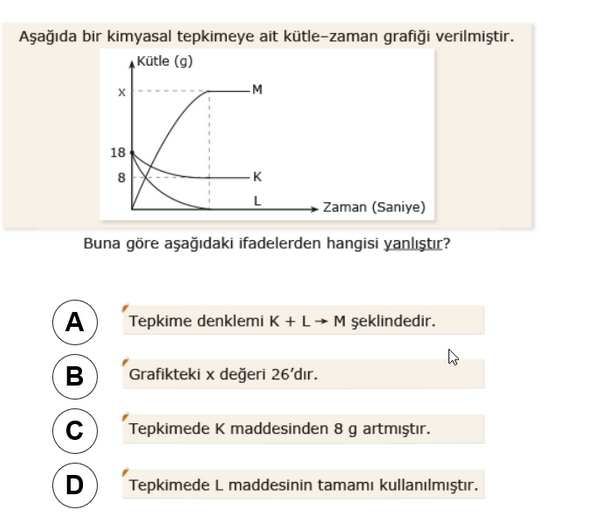 Aşağıda bir kimyasal tepkimeye ait kütle–zaman grafiği verilmiştir.
Kütle (g)
x
M
18
8
K
L
Zaman (Saniye)
Buna göre aşağıdaki ifadelerden hangisi yanlıştır?
A Tepkime denklemi K + L → M şeklindedir.
B Grafikteki x değeri 26’dır.
C Tepkimede K maddesinden 8 g artmıştır.
D Tepkimede L maddesinin tamamı kullanılmıştır.